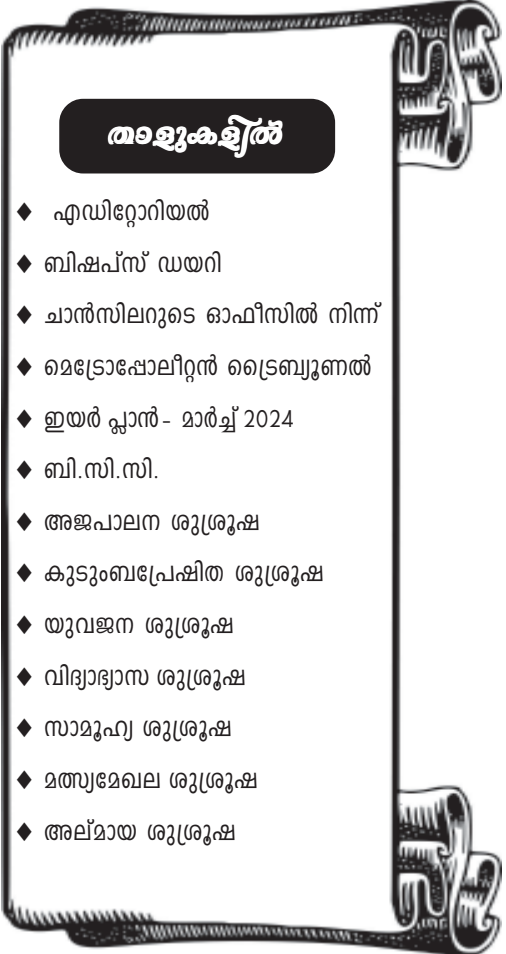 താളുകളിൽ
♦ എഡിറ്റോറിയൽ
♦ ബിഷപ്സ് ഡയറി
♦ ചാൻസിലറുടെ ഓഫീസിൽ നിന്ന്
♦ മെട്രോപ്പോലീറ്റൻ ട്രൈബ്യൂണൽ
♦ ഇയർ പ്ലാൻ - മാർച്ച് 2024
♦ ബി.സി.സി.
♦ അജപാലന ശുശ്രൂഷ
♦ കുടുംബപ്രേഷിത ശുശ്രൂഷ
♦ യുവജന ശുശ്രൂഷ
♦ വിദ്യാഭ്യാസ ശുശ്രൂഷ
♦ സാമൂഹ്യ ശുശ്രൂഷ
♦ മത്സ്യമേഖല ശുശ്രൂഷ
♦ അല്മായ ശുശ്രൂഷ